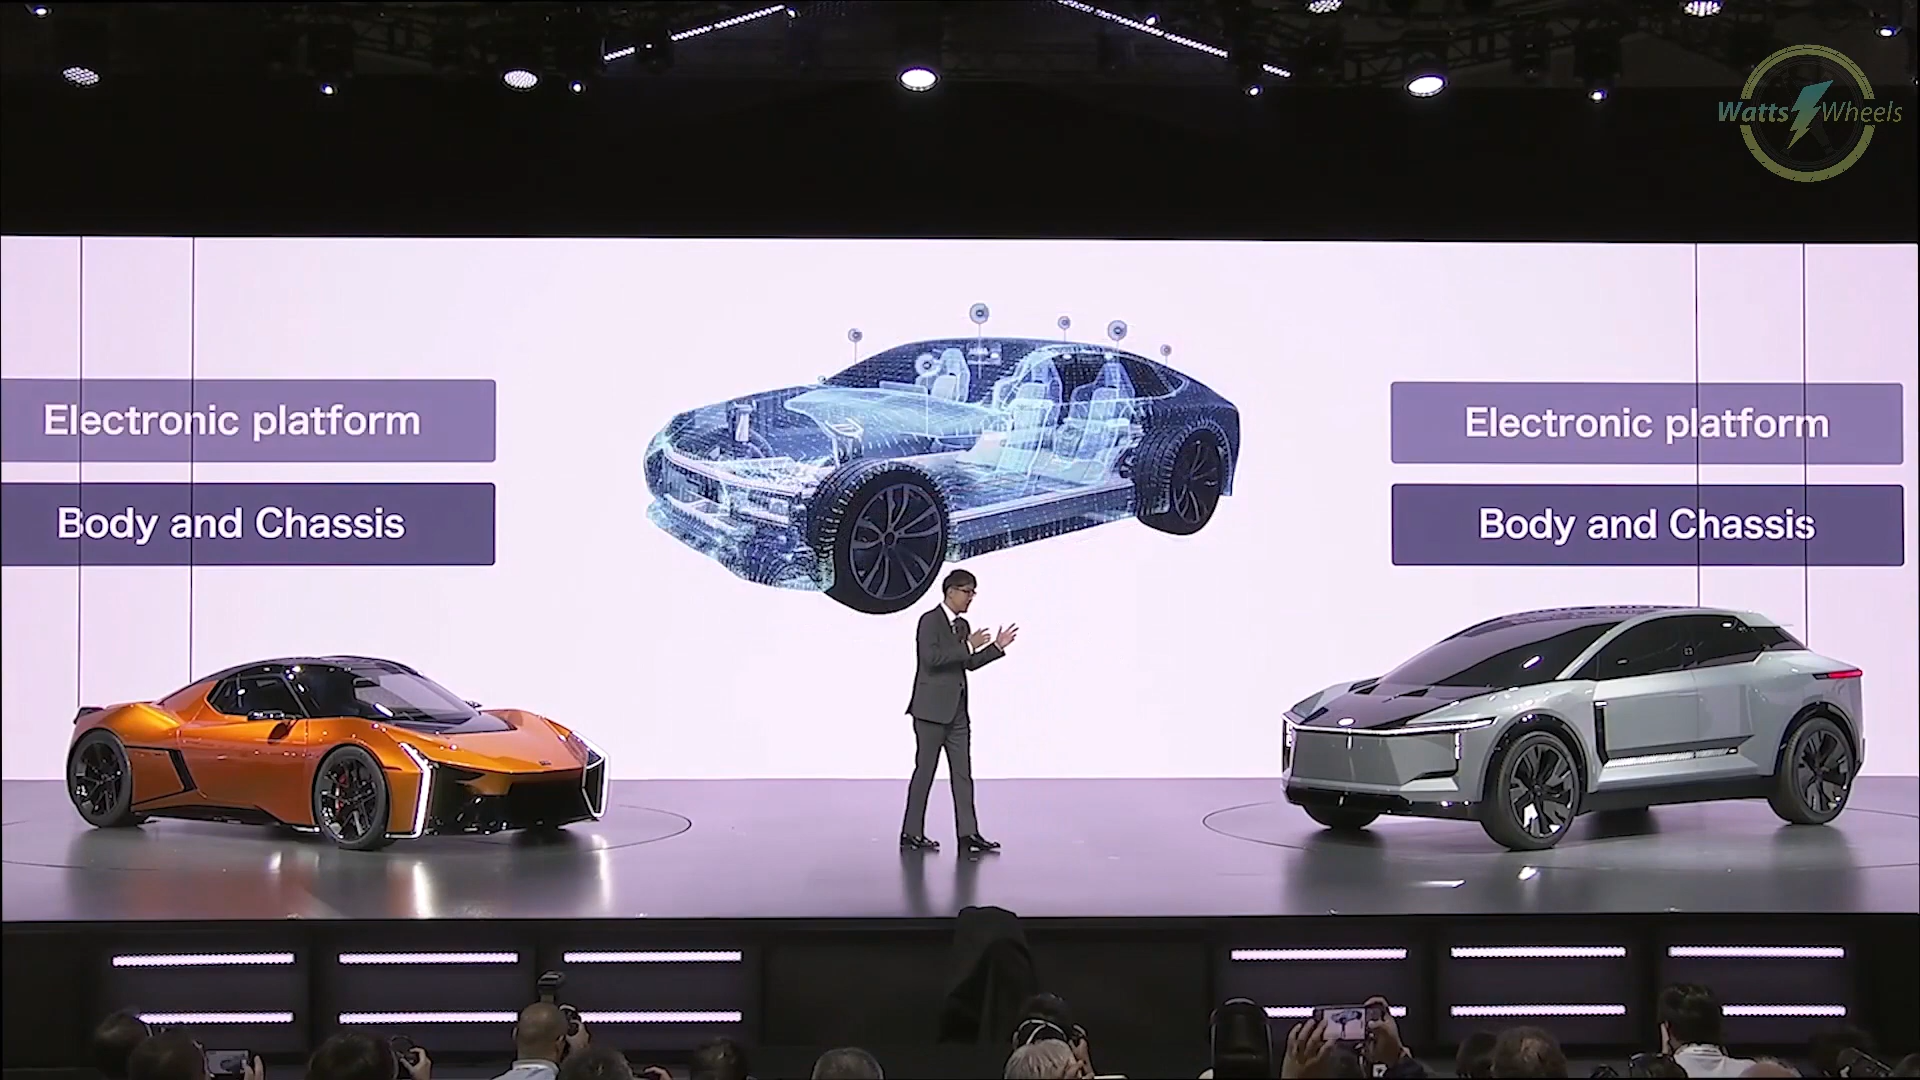 Watts Wheels
Electronic platform
Body and Chassis
Electronic platform
Body and Chassis